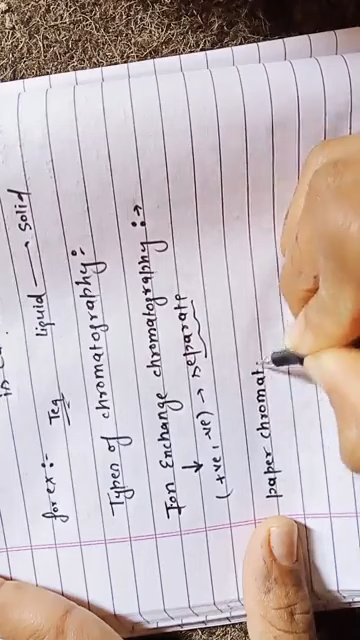 for ex:- Tea liquid → solid
Types of chromatography:-
Ion Exchange chromatography :→
↓
(+ve, -ve) → separate
paper chromat